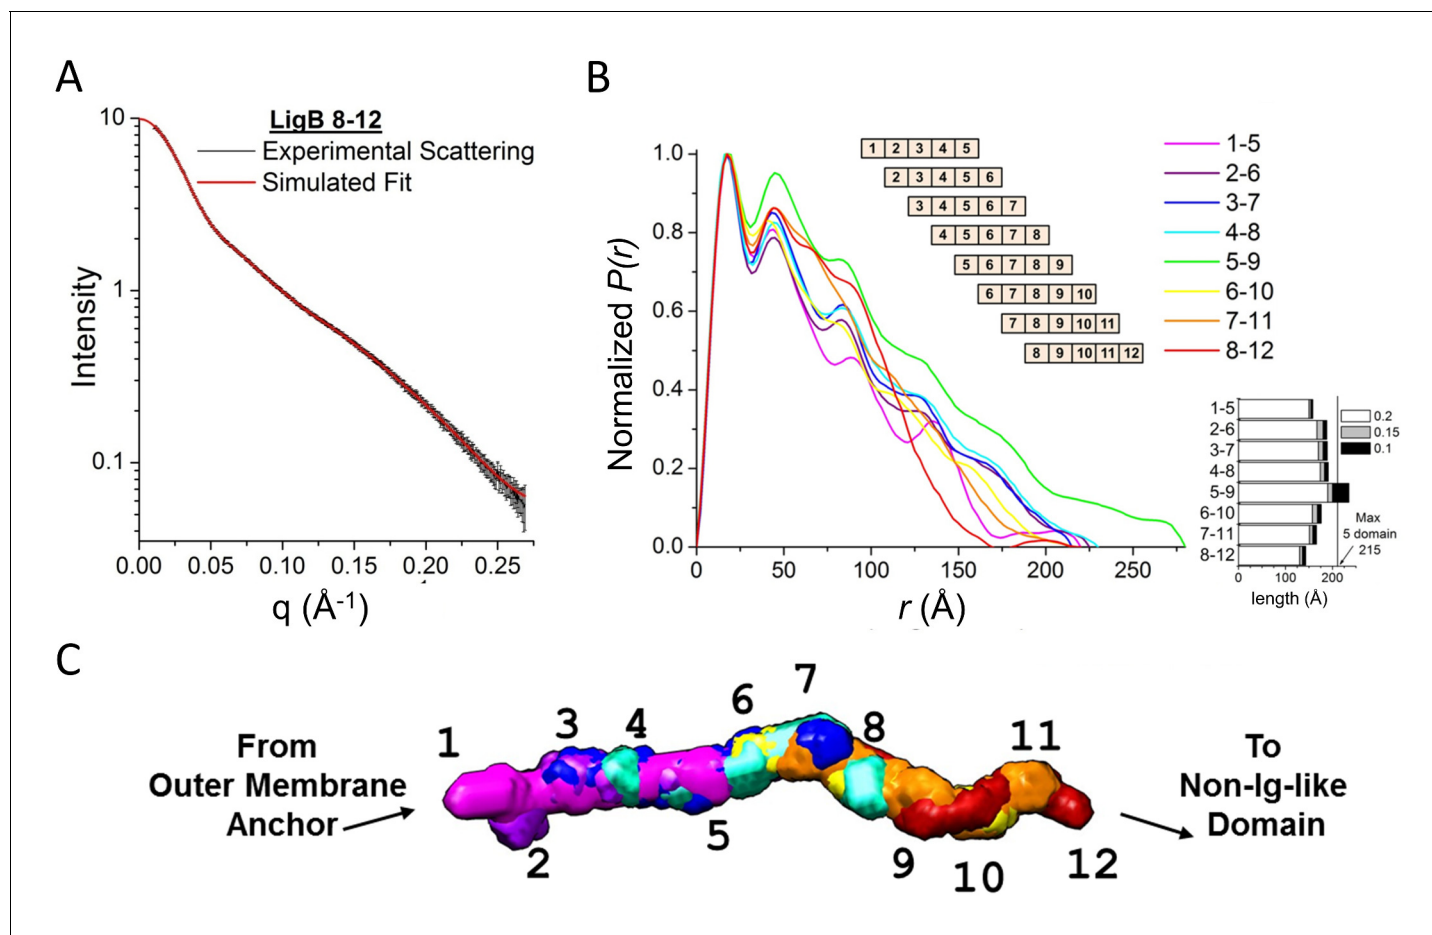 A
LigB 8-12
Experimental Scattering
Simulated Fit
10
1
0.1
Intensity
0.00 0.05 0.10 0.15 0.20 0.25
q (Å-1)
B
1.0
0.8
0.6
0.4
0.2
0.0
Normalized P(r)
0 50 100 150 200 250
r (Å)
1 2 3 4 5
2 3 4 5 6
3 4 5 6 7
4 5 6 7 8
5 6 7 8 9
6 7 8 9 10
7 8 9 10 11
8 9 10 11 12
1-5
2-6
3-7
4-8
5-9
6-10
7-11
8-12
1-5
2-6
3-7
4-8
5-9
6-10
7-11
8-12
0.2
0.15
0.1
Max
5 domain
215
0 100 200
length (Å)
C
From
Outer Membrane
Anchor
1
2
3
4
5
6
7
8
9
10
11
12
To
Non-Ig-like
Domain